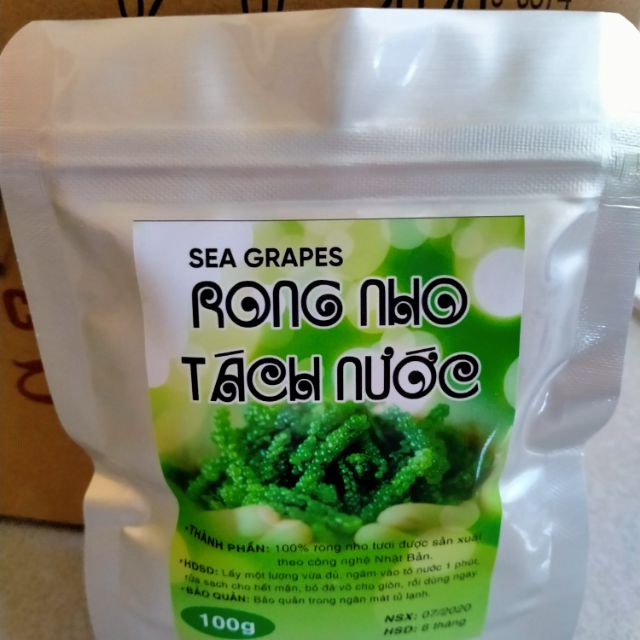 SEA GRAPES
RONG NHO
TÁCH NƯỚC
•THÀNH PHẦN: 100% rong nho tươi được sản xuất
theo công nghệ Nhật Bản.
•HDSD: Lấy một lượng vừa đủ, ngâm vào tô nước 1 phút,
rửa sạch cho hết mặn, bỏ đá vô cho giòn, rồi dùng ngay.
•BẢO QUẢN: Bảo quản trong ngăn mát tủ lạnh.
100g
NSX: 07/2020
HSD: 6 tháng